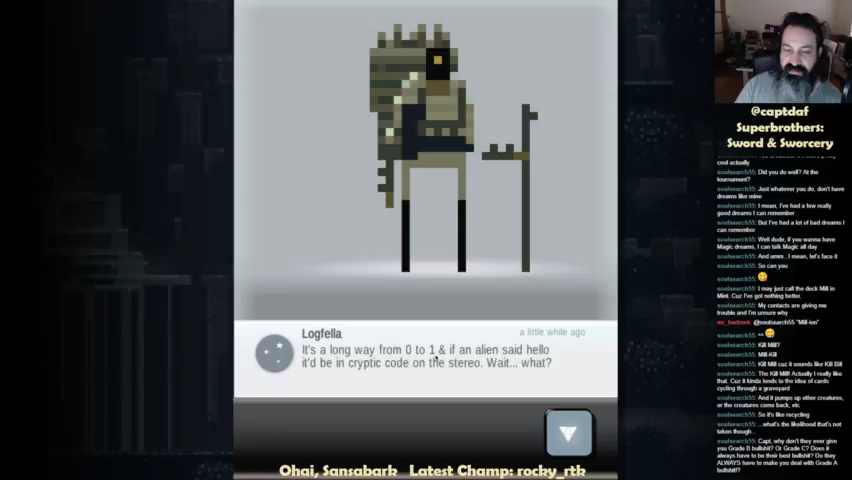 Logfella
a little while ago
It's a long way from 0 to 1 & if an alien said hello
it'd be in cryptic code on the stereo. Wait... what?
Ohai, Sansabark Latest Champ: rocky_rtk
@captdaf
Superbrothers:
Sword & Sworcery
cool actually
soulsearch55: Did you do well? At the
tournament?
soulsearch55: Just whatever you do, don't have
dreams like mine
soulsearch55: I mean, I've had a few really
good dreams I can remember
soulsearch55: But I've had a lot of bad dreams I can
remember
soulsearch55: Well dude, if you wanna have
Magic dreams, I can talk Magic all day
soulsearch55: And umm...I mean, let's face it
soulsearch55: So can you
soulsearch55: 😋
soulsearch55: I may just call the deck Mill in
Mint. Cuz I've got nothing better.
soulsearch55: My contacts are giving me
trouble and I'm unsure why
@soulsearch55 "Mill-ion"
soulsearch55: ^^ 😋
soulsearch55: Kill Mill?
soulsearch55: Mill-Kill
soulsearch55: Kill Mill cuz it sounds like Kill Bill
soulsearch55: The Kill Mill! Actually I really like
that. Cuz it kinda lends to the idea of cards
cycling through a graveyard
soulsearch55: And it pumps up other creatures,
or the creatures come back, etc
soulsearch55: So it's like recycling
soulsearch55: ...what's the likelihood that's not
taken though...
soulsearch55: Capt, why don't they ever give
you Grade B bullshit? Or Grade C? Does it
always have to be their best bullshit? Do they
ALWAYS have to make you deal with Grade A
bullshit!?